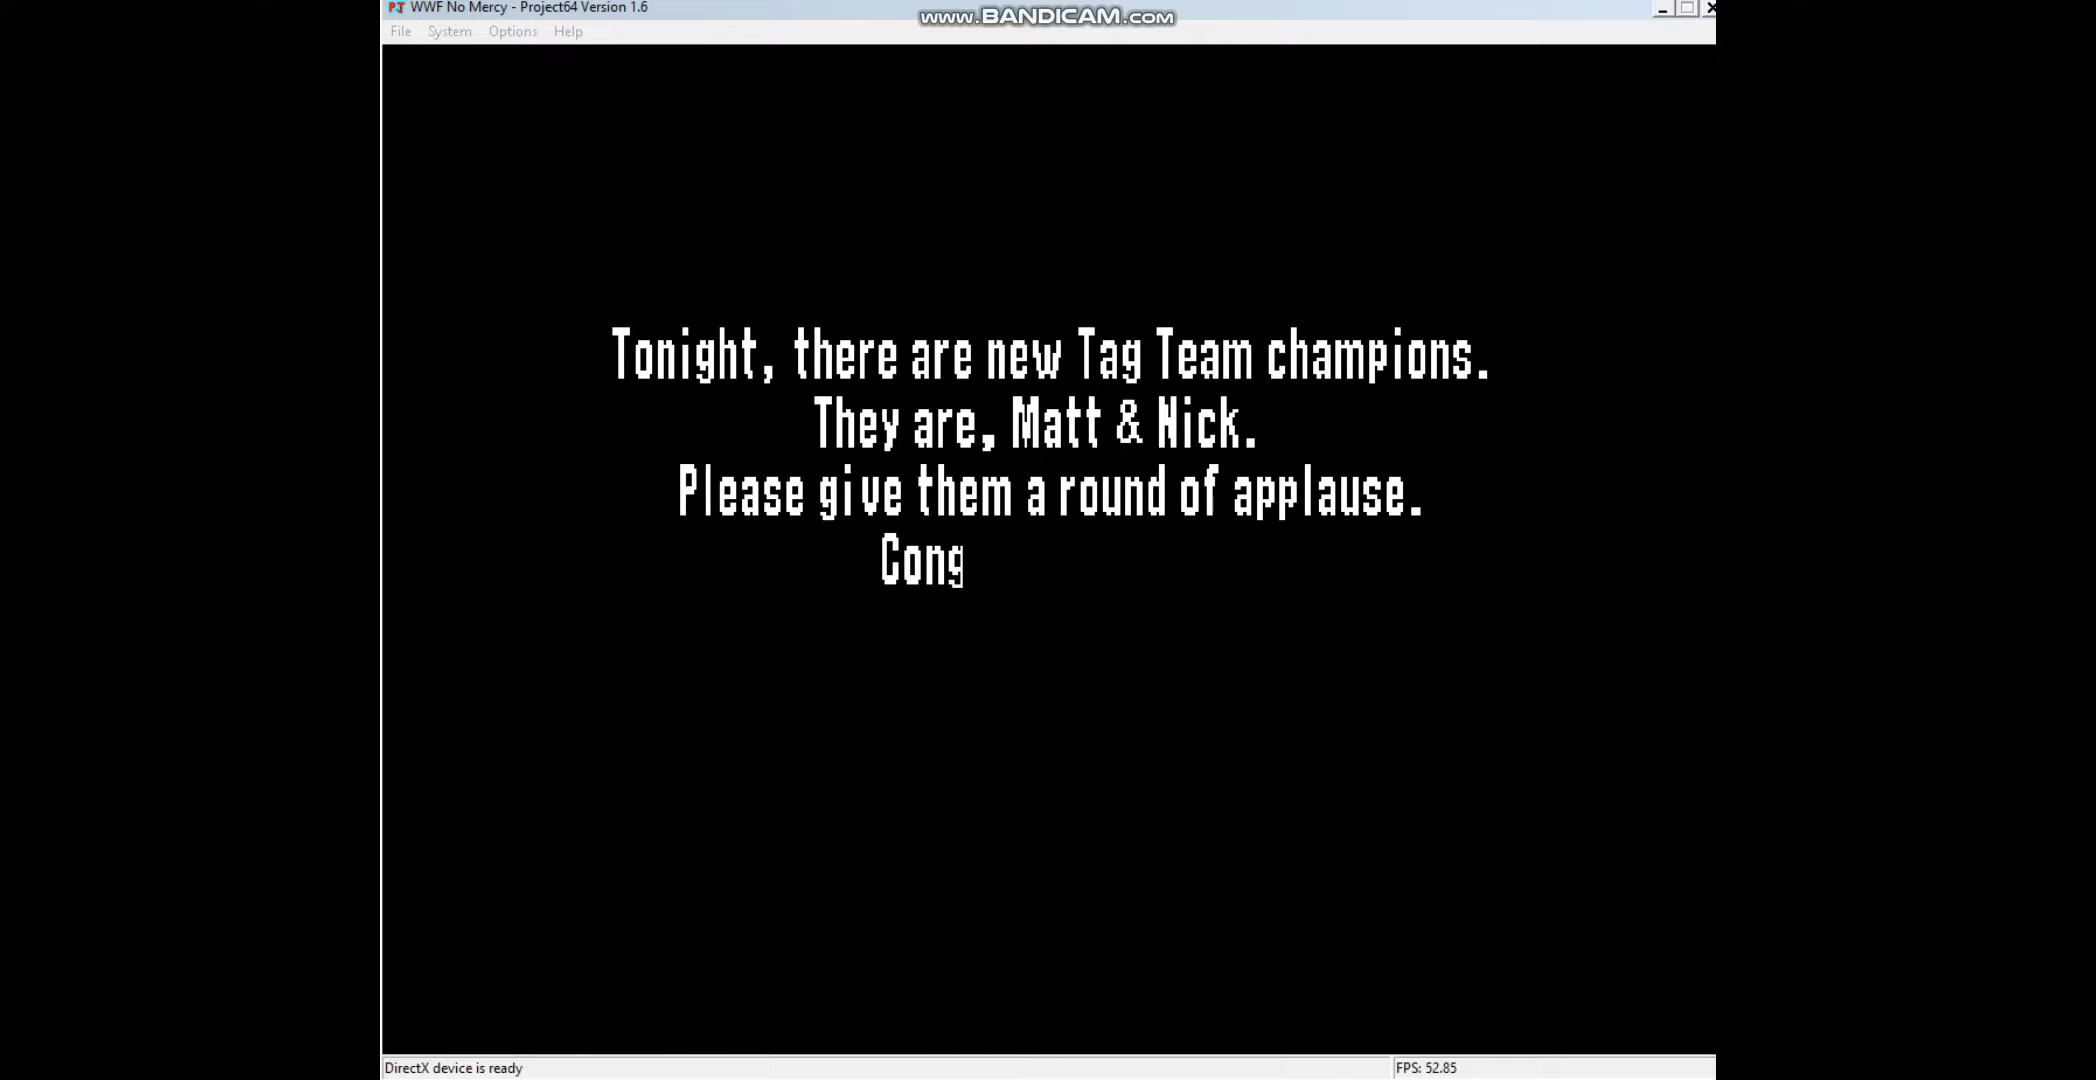 WWF No Mercy - Project64 Version 1.6
www.BANDICAM.com
File System Options Help
Tonight, there are new Tag Team champions.
They are, Matt & Nick.
Please give them a round of applause.
Cong
DirectX device is ready
FPS: 52.85